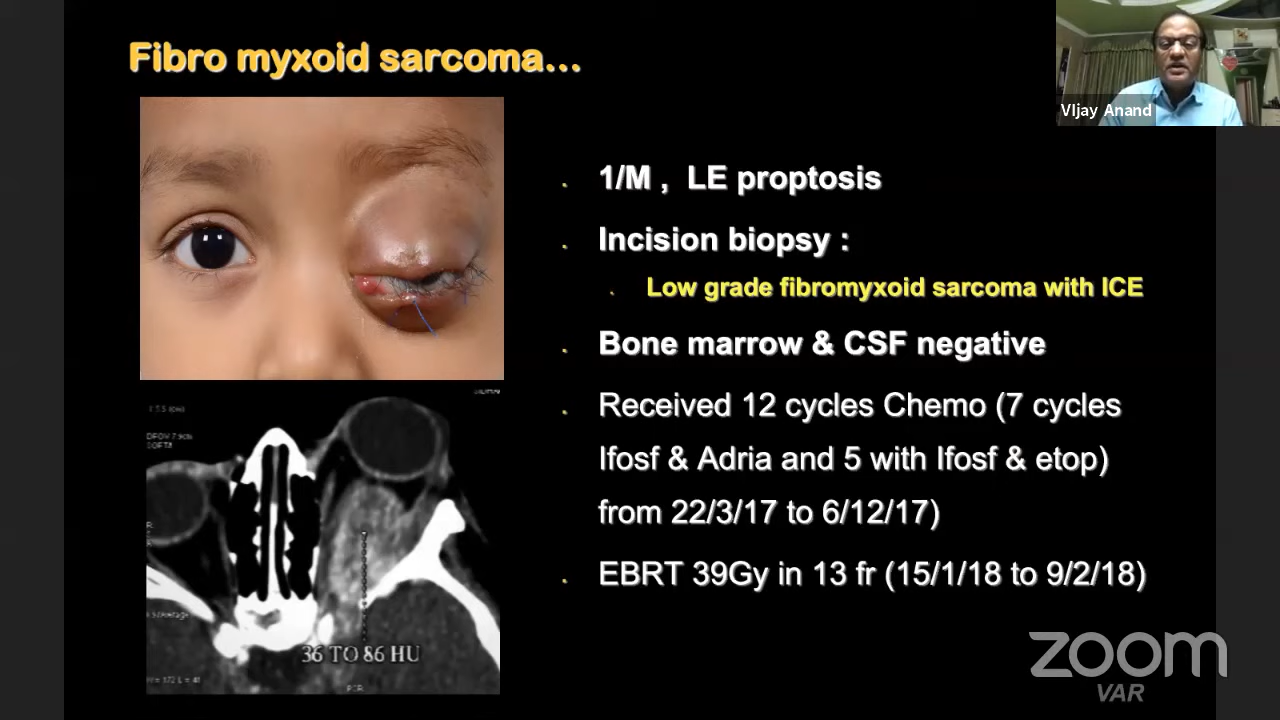 Fibro myxoid sarcoma...
VIjay Anand
1/M , LE proptosis
Incision biopsy :
Low grade fibromyxoid sarcoma with ICE
Bone marrow & CSF negative
Received 12 cycles Chemo (7 cycles
Ifosf & Adria and 5 with Ifosf & etop)
from 22/3/17 to 6/12/17)
EBRT 39Gy in 13 fr (15/1/18 to 9/2/18)
36 TO 86 HU
zoom
VAR